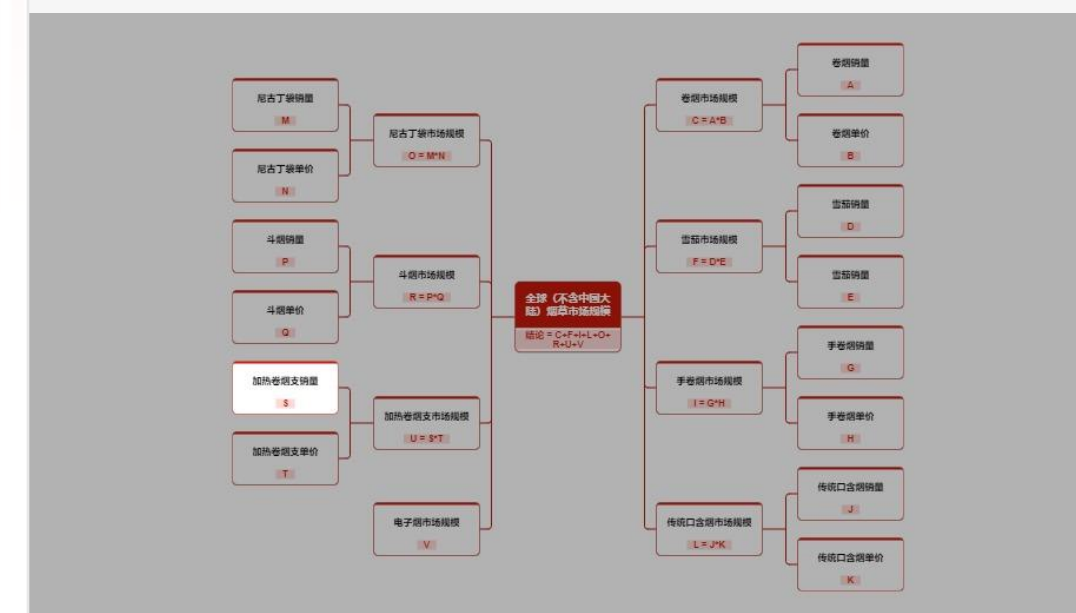 尼古丁袋销量
M
尼古丁袋单价
N
尼古丁袋市场规模
O = M*N
斗烟销量
P
斗烟单价
Q
斗烟市场规模
R = P*Q
加热卷烟支销量
S
加热卷烟支单价
T
加热卷烟支市场规模
U = S*T
电子烟市场规模
V
全球（不含中国大
陆）烟草市场规模
结论 = C+F+I+L+O+
R+U+V
卷烟市场规模
C = A*B
卷烟销量
A
卷烟单价
B
雪茄市场规模
F = D*E
雪茄销量
D
雪茄销量
E
手卷烟市场规模
I = G*H
手卷烟销量
G
手卷烟单价
H
传统口含烟市场规模
L = J*K
传统口含烟销量
J
传统口含烟单价
K